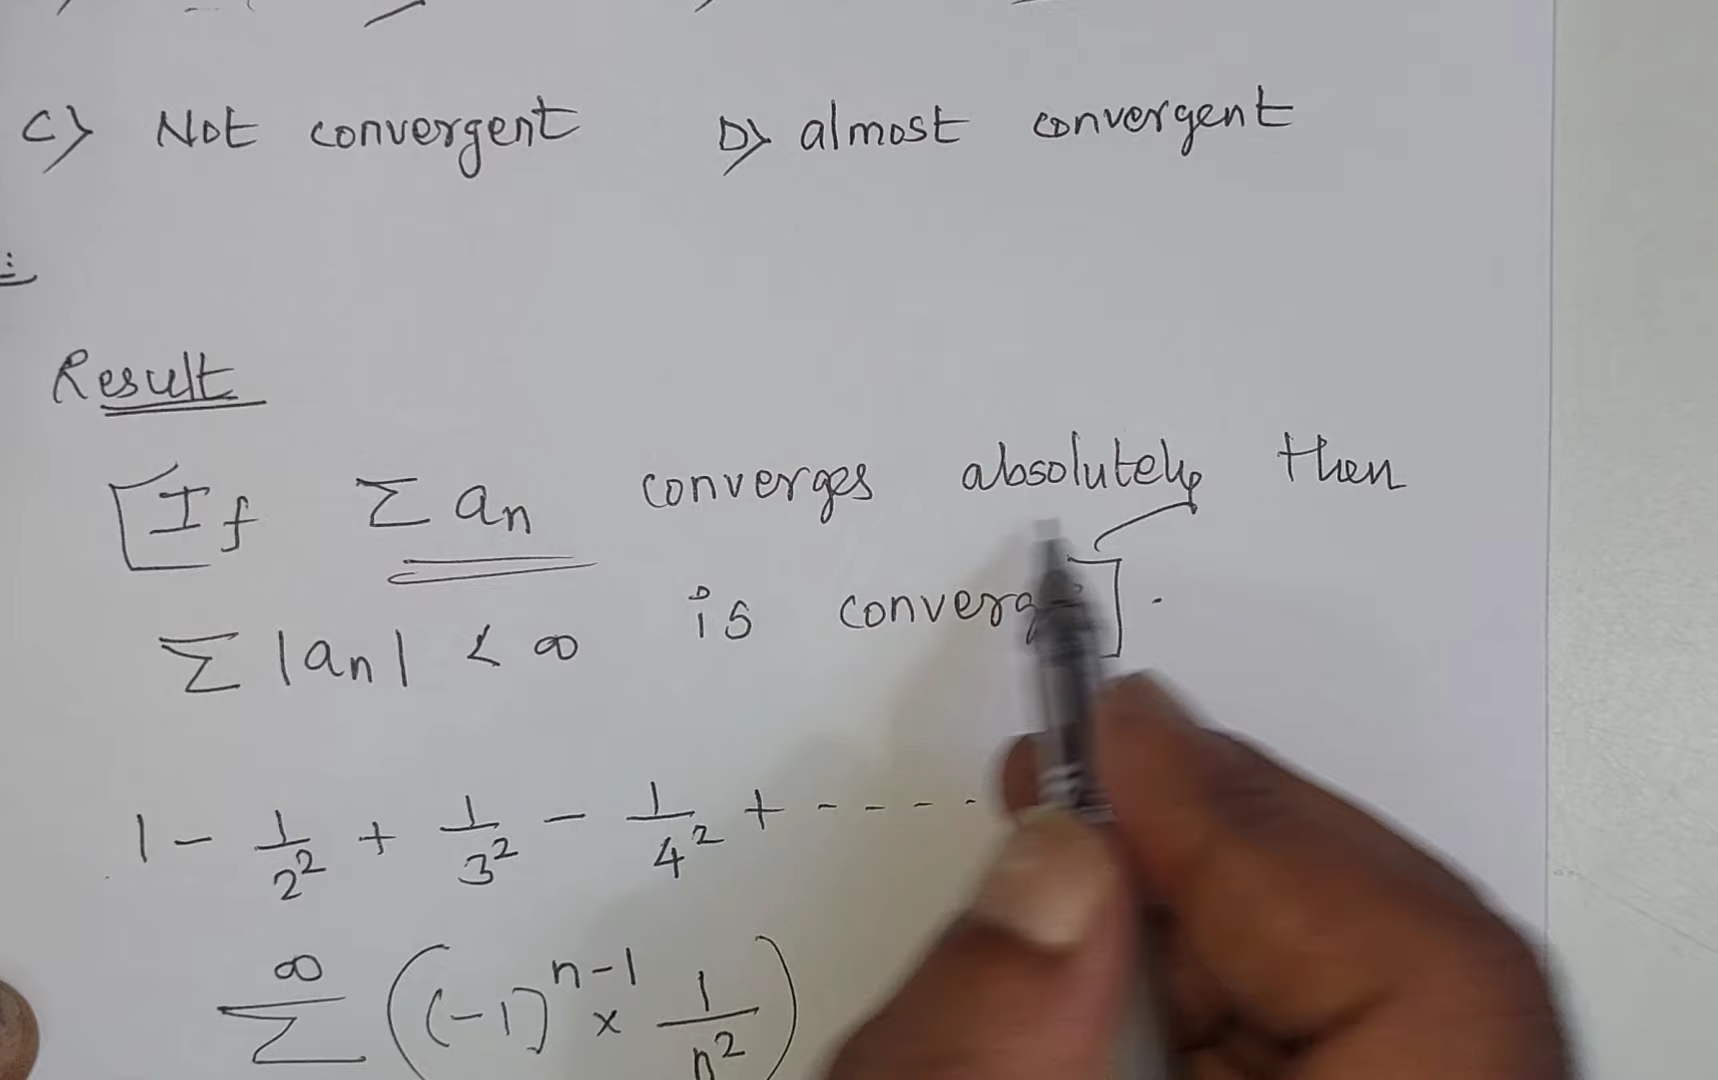 C) Not convergent D) almost convergent
Result
If Σ an converges absolutely then
Σ |an| < ∞ is
1 - 1/2² + 1/3² - 1/4² + - - - -
∞
Σ ((-1)ⁿ⁻¹ × 1/n²)